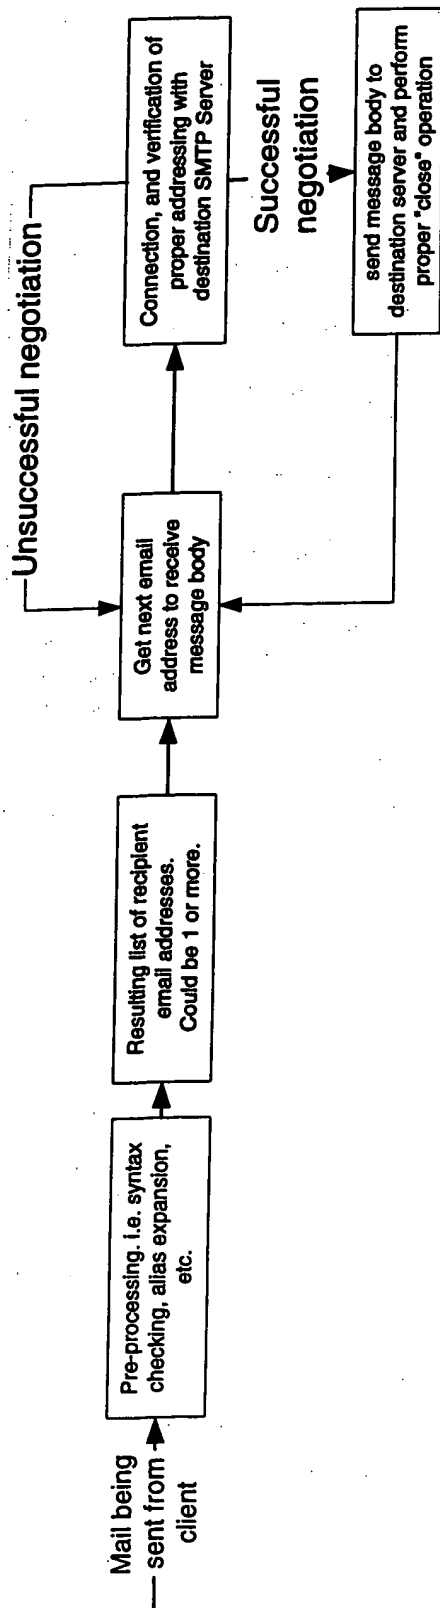 Mail being
sent from
client
Pre-processing. i.e. syntax
checking, alias expansion,
etc.
Resulting list of recipient
email addresses.
Could be 1 or more.
Get next email
address to receive
message body
Unsuccessful negotiation
Connection, and verification of
proper addressing with
destination SMTP Server
Successful
negotiation
send message body to
destination server and perform
proper "close" operation